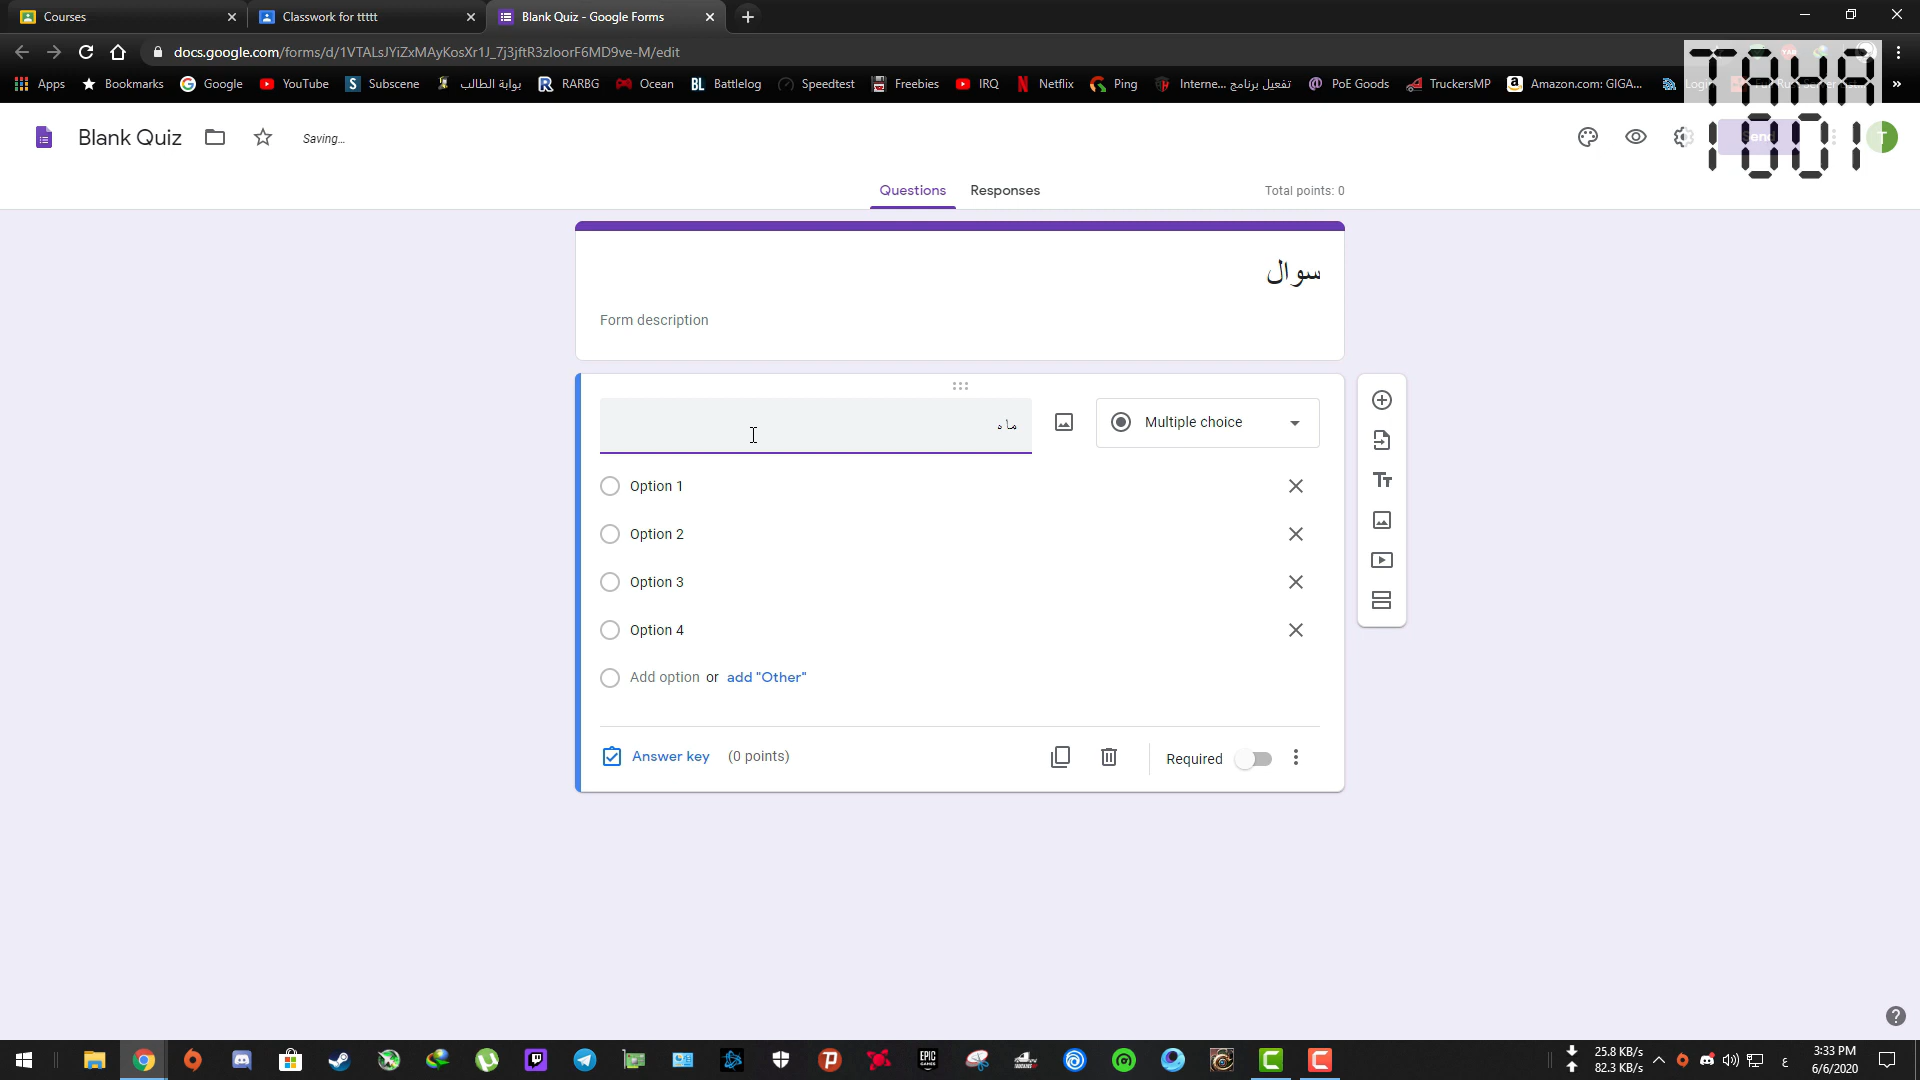 Courses
Classwork for ttttt
Blank Quiz - Google Forms
docs.google.com/forms/d/1VTALsJYiZxMAyKosXr1J_7j3jftR3zIoorF6MD9ve-M/edit
Apps
Bookmarks
Google
YouTube
Subscene
بوابة الطالب
RARBG
Ocean
Battlelog
Speedtest
Freebies
IRQ
Netflix
Ping
Interne... تفعيل برنامج
PoE Goods
TruckersMP
Amazon.com: GIGA...
TAHA
1001
Blank Quiz
Saving...
Send
T
Questions
Responses
Total points: 0
سوال
Form description
ماه
Multiple choice
Option 1
Option 2
Option 3
Option 4
Add option or add "Other"
Answer key (0 points)
Required
25.8 KB/s
82.3 KB/s
ع
3:33 PM
6/6/2020